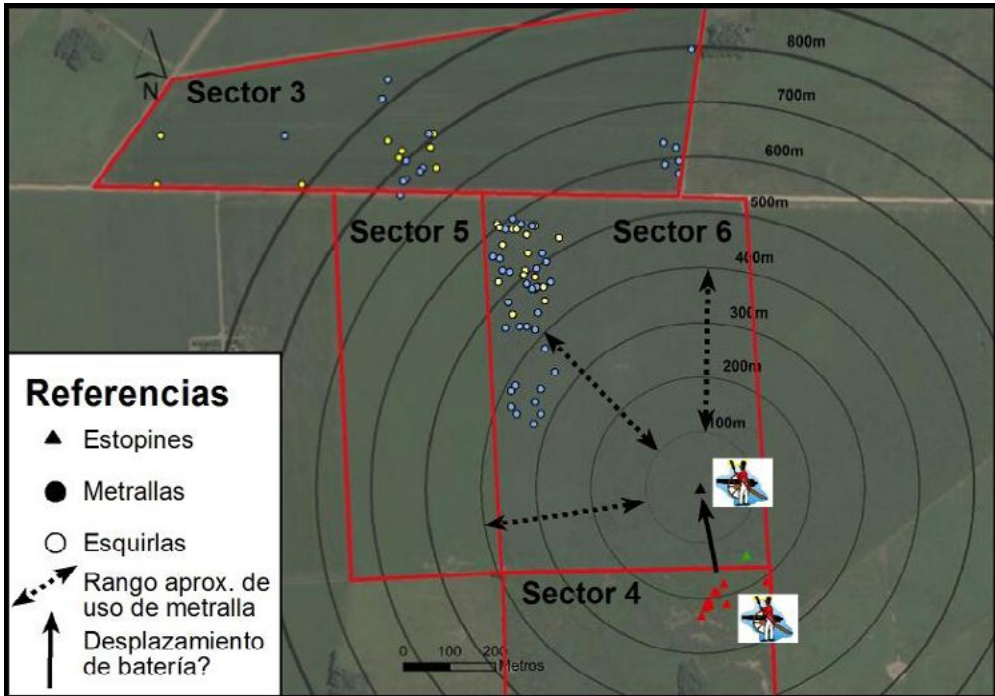 800m
N
Sector 3
700m
600m
500m
Sector 5
Sector 6
400m
300m
200m
100m
Referencias
Estopines
Metrallas
Esquirlas
Rango aprox. de
uso de metralla
Desplazamiento
de batería?
Sector 4
0 100 200
Metros